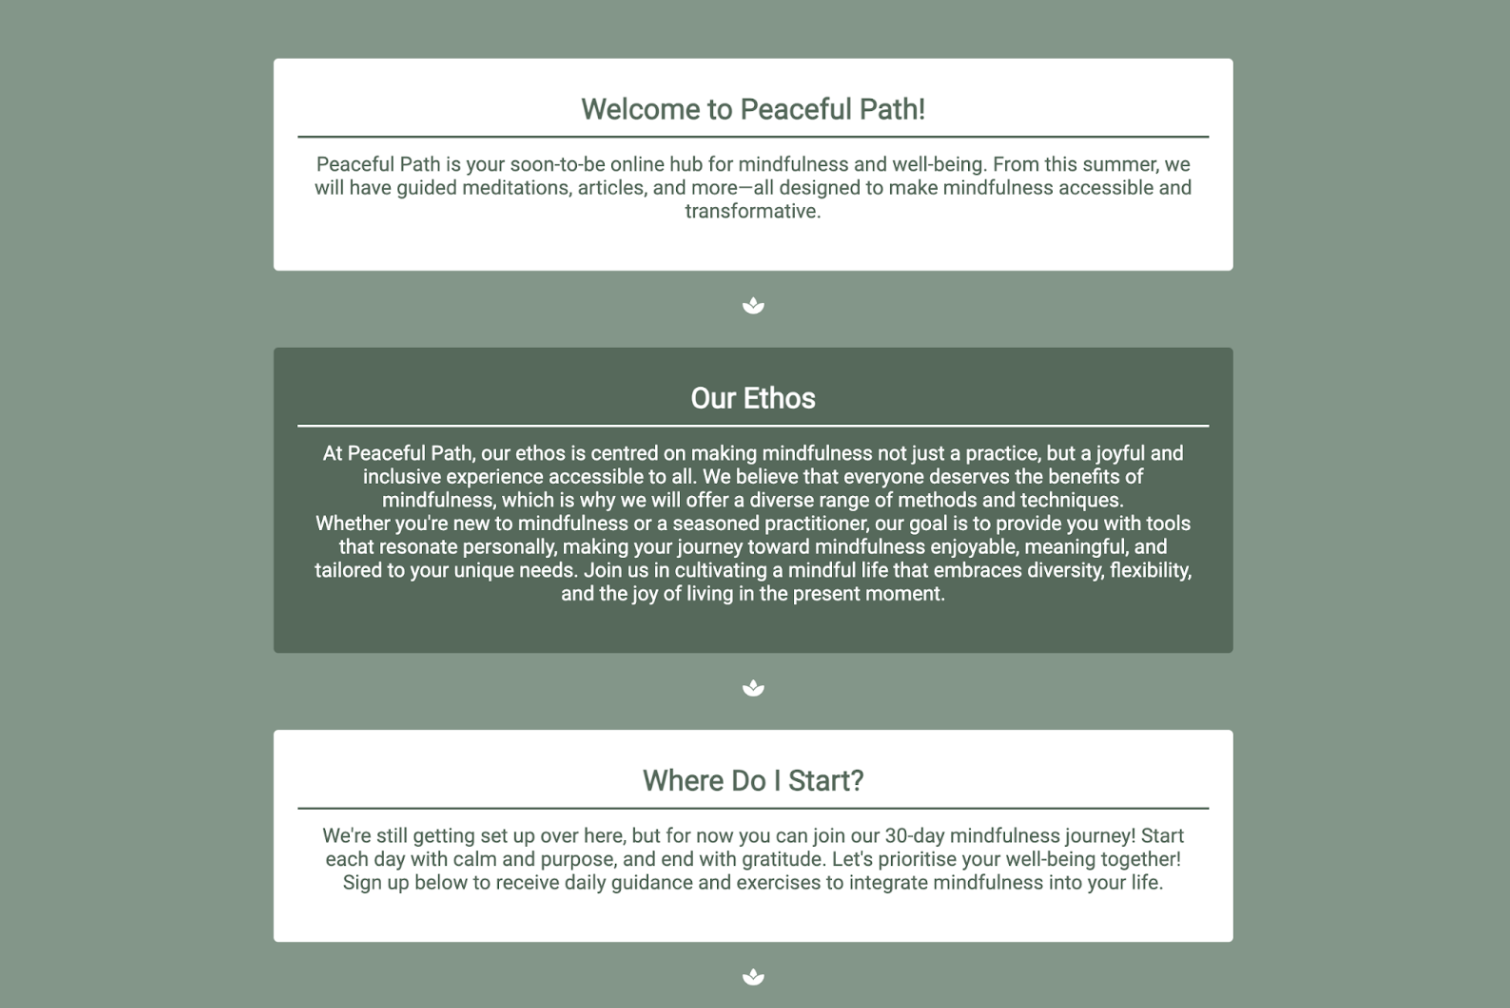 Welcome to Peaceful Path!
Peaceful Path is your soon-to-be online hub for mindfulness and well-being. From this summer, we
will have guided meditations, articles, and more—all designed to make mindfulness accessible and
transformative.
Our Ethos
At Peaceful Path, our ethos is centred on making mindfulness not just a practice, but a joyful and
inclusive experience accessible to all. We believe that everyone deserves the benefits of
mindfulness, which is why we will offer a diverse range of methods and techniques.
Whether you're new to mindfulness or a seasoned practitioner, our goal is to provide you with tools
that resonate personally, making your journey toward mindfulness enjoyable, meaningful, and
tailored to your unique needs. Join us in cultivating a mindful life that embraces diversity, flexibility,
and the joy of living in the present moment.
Where Do I Start?
We're still getting set up over here, but for now you can join our 30-day mindfulness journey! Start
each day with calm and purpose, and end with gratitude. Let's prioritise your well-being together!
Sign up below to receive daily guidance and exercises to integrate mindfulness into your life.